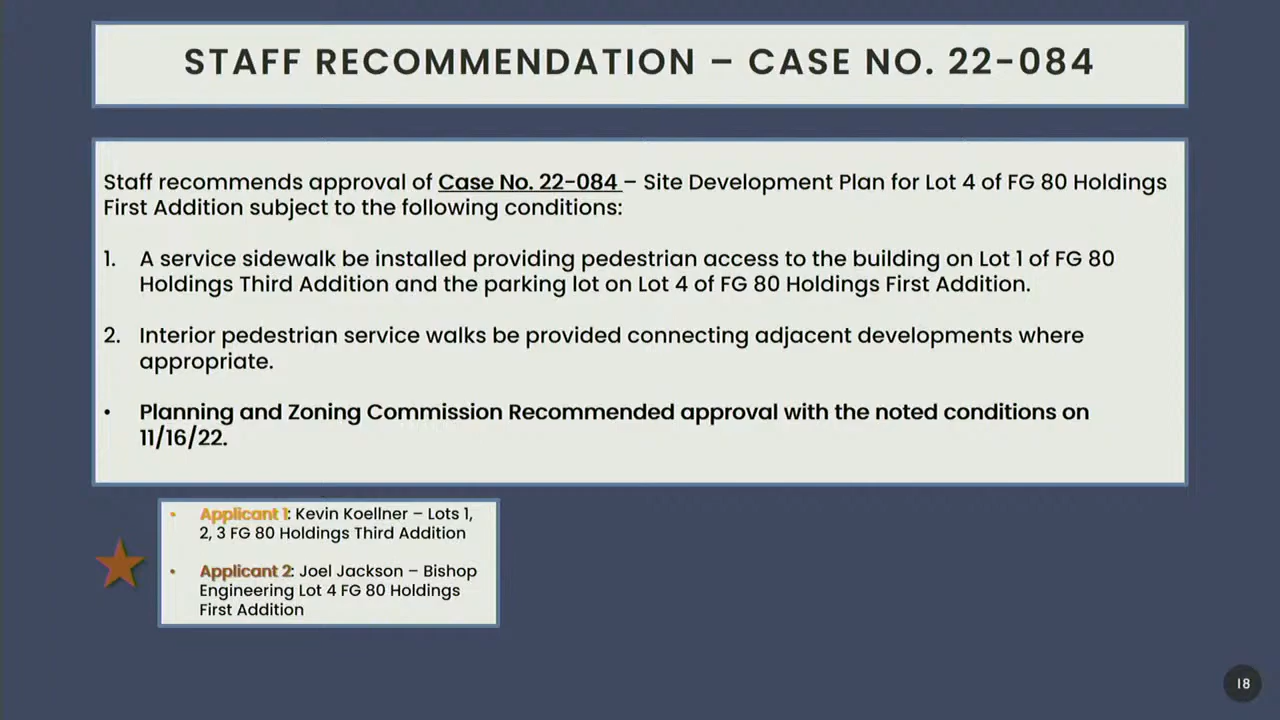 STAFF RECOMMENDATION – CASE NO. 22-084
Staff recommends approval of Case No. 22-084 – Site Development Plan for Lot 4 of FG 80 Holdings
First Addition subject to the following conditions:
1. A service sidewalk be installed providing pedestrian access to the building on Lot 1 of FG 80
Holdings Third Addition and the parking lot on Lot 4 of FG 80 Holdings First Addition.
2. Interior pedestrian service walks be provided connecting adjacent developments where
appropriate.
• Planning and Zoning Commission Recommended approval with the noted conditions on
11/16/22.
• Applicant 1: Kevin Koellner – Lots 1,
2, 3 FG 80 Holdings Third Addition
• Applicant 2: Joel Jackson – Bishop
Engineering Lot 4 FG 80 Holdings
First Addition
18